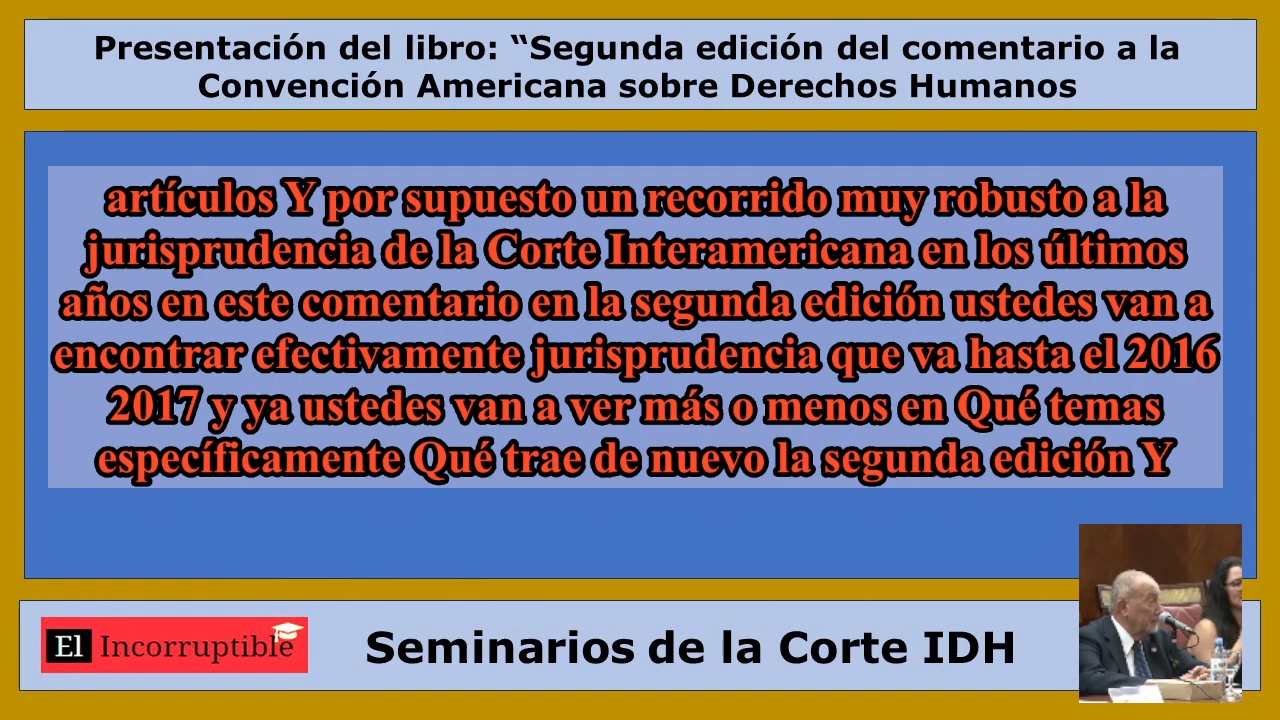 Presentación del libro: “Segunda edición del comentario a la
Convención Americana sobre Derechos Humanos
artículos Y por supuesto un recorrido muy robusto a la
jurisprudencia de la Corte Interamericana en los últimos
años en este comentario en la segunda edición ustedes van a
encontrar efectivamente jurisprudencia que va hasta el 2016
2017 y ya ustedes van a ver más o menos en Qué temas
específicamente Qué trae de nuevo la segunda edición Y
El Incorruptible
Seminarios de la Corte IDH